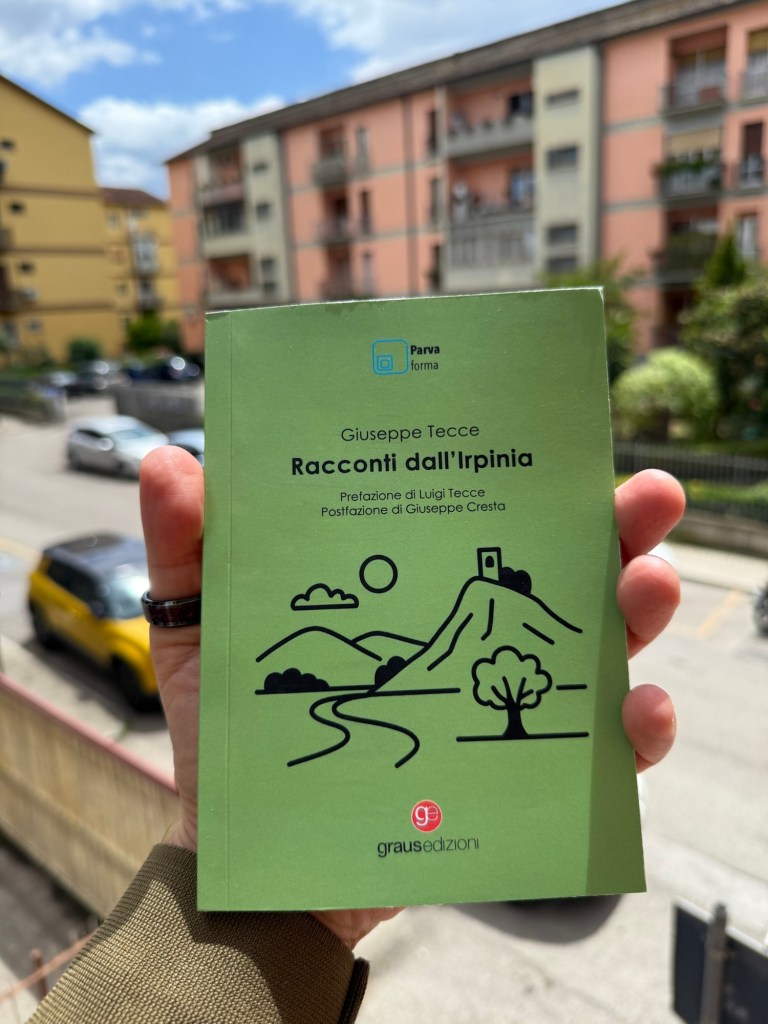 Parva
forma
Giuseppe Tecce
Racconti dall'Irpinia
Prefazione di Luigi Tecce
Postfazione di Giuseppe Cresta
ge
grausedizioni